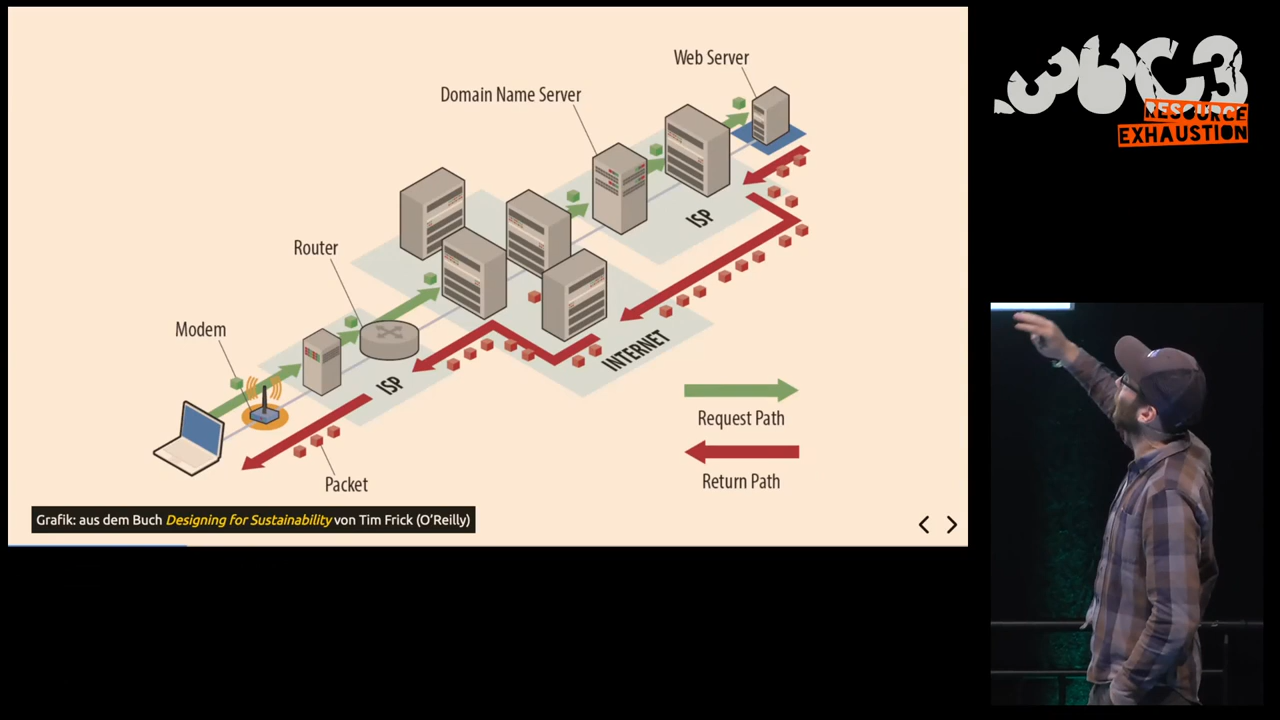 Web Server
Domain Name Server
Router
Modem
ISP
INTERNET
ISP
Packet
Request Path
Return Path
Grafik: aus dem Buch Designing for Sustainability von Tim Frick (O'Reilly)
36C3
RESOURCE
EXHAUSTION